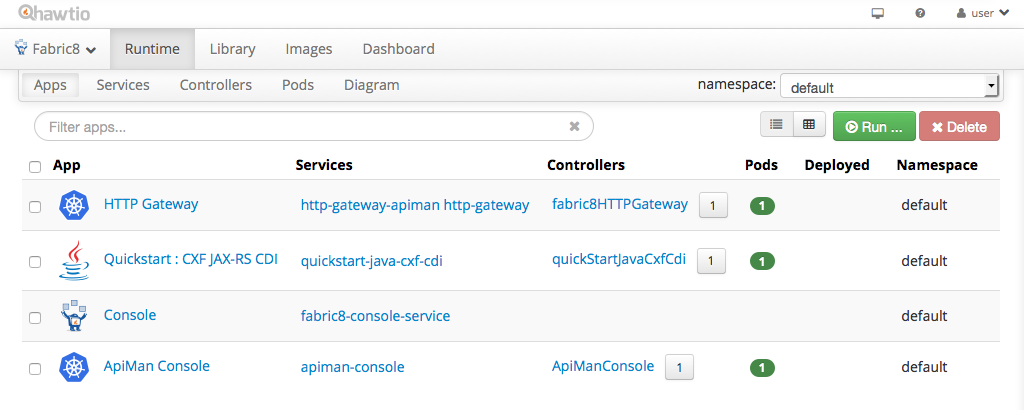 hawtio
user
Fabric8 Runtime Library Images Dashboard
Apps Services Controllers Pods Diagram namespace: default
Filter apps... Run ... Delete
App Services Controllers Pods Deployed Namespace
HTTP Gateway http-gateway-apiman http-gateway fabric8HTTPGateway 1 1 default
Quickstart : CXF JAX-RS CDI quickstart-java-cxf-cdi quickStartJavaCxfCdi 1 1 default
Console fabric8-console-service default
ApiMan Console apiman-console ApiManConsole 1 1 default